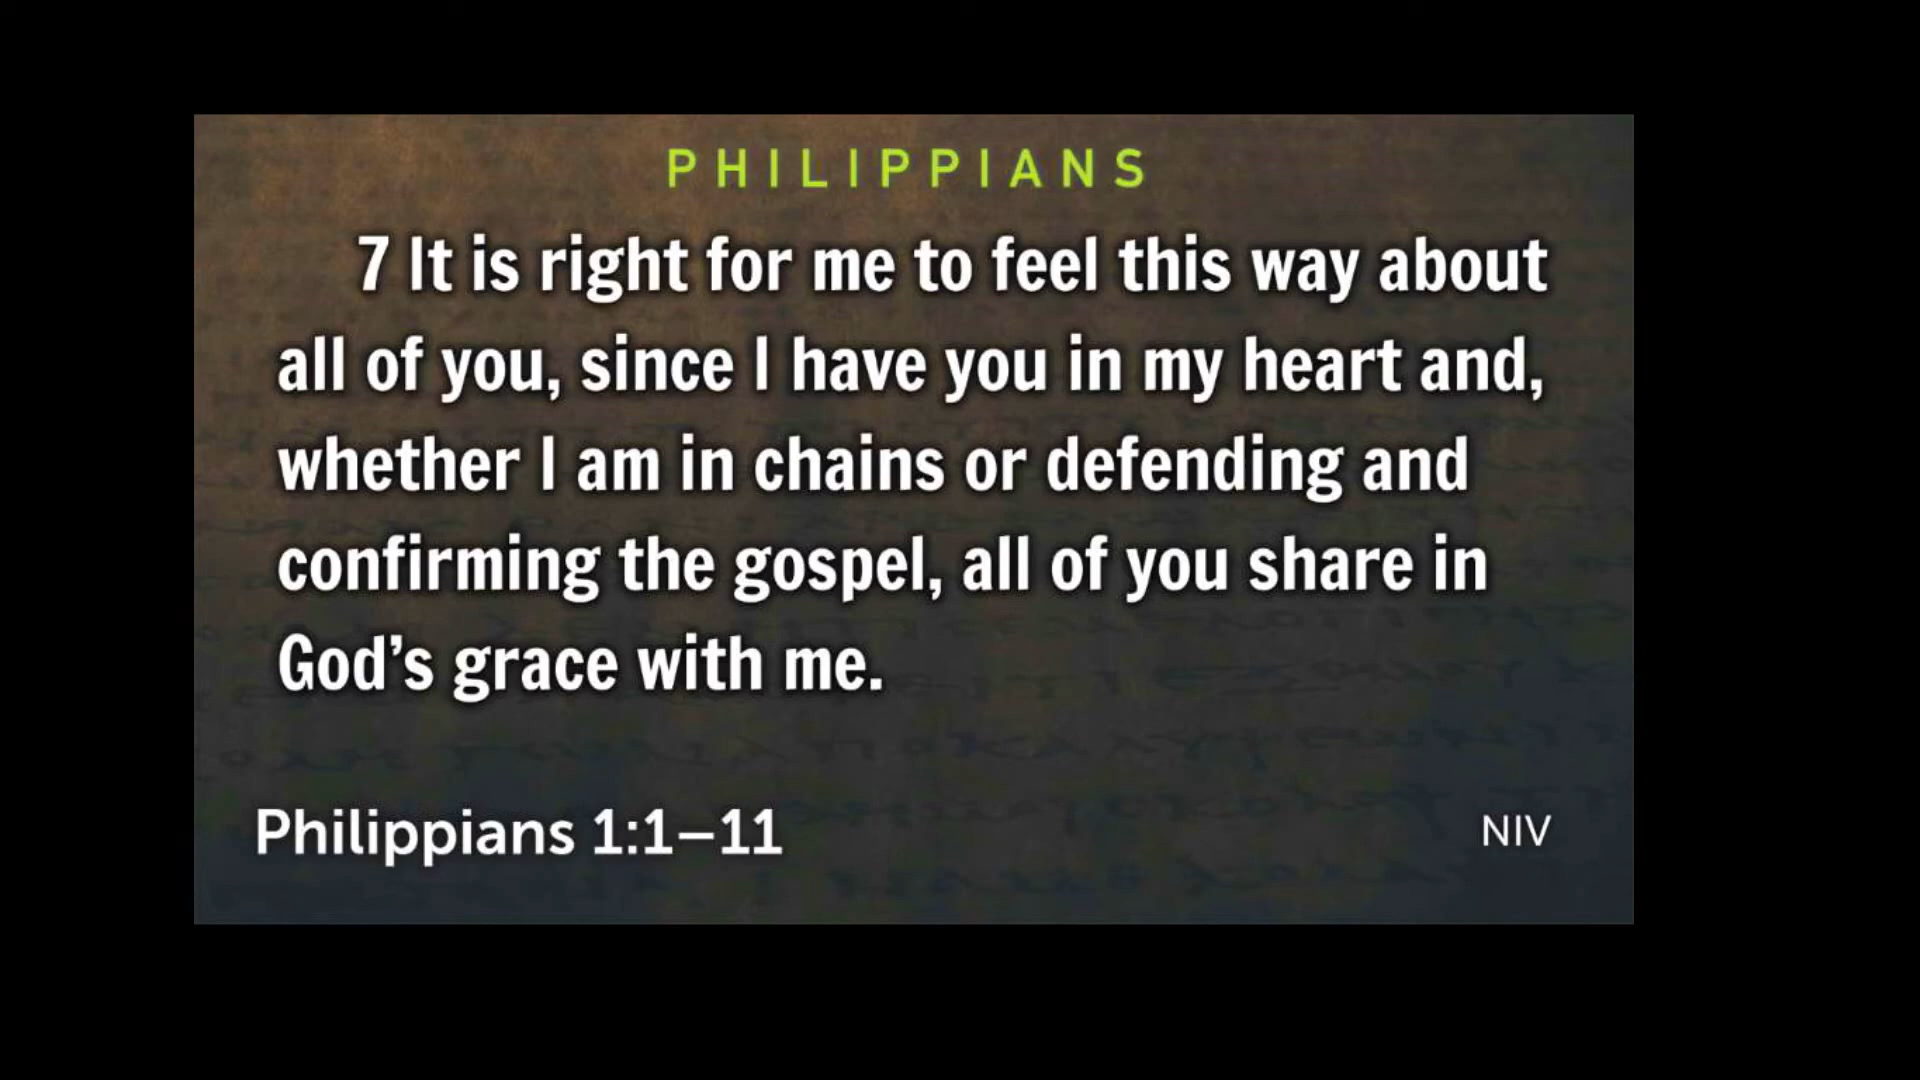 PHILIPPIANS
7 It is right for me to feel this way about
all of you, since I have you in my heart and,
whether I am in chains or defending and
confirming the gospel, all of you share in
God’s grace with me.
Philippians 1:1–11
NIV